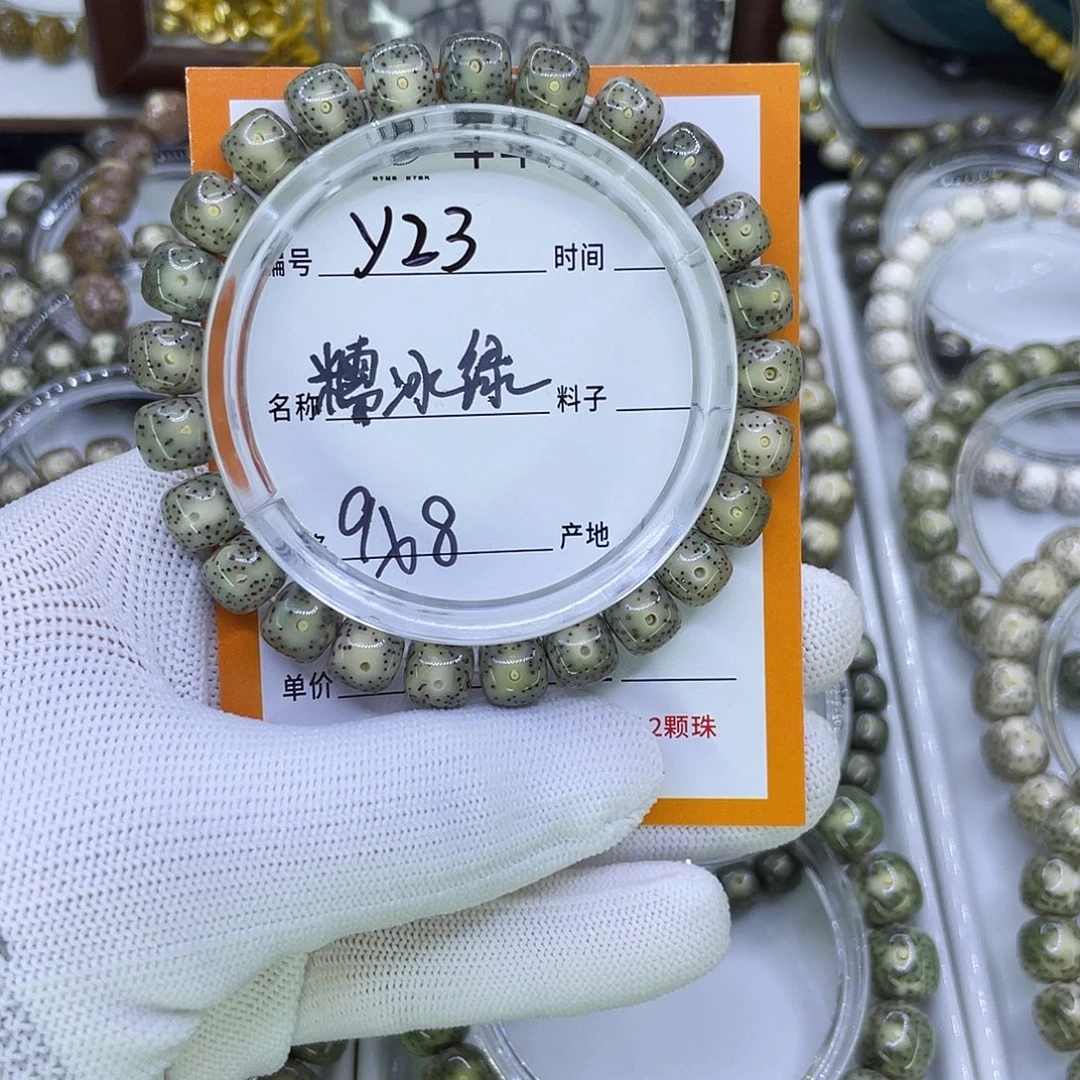 编号 Y23 时间
名称 糯冰绿 料子
9x8 产地
单价
2颗珠